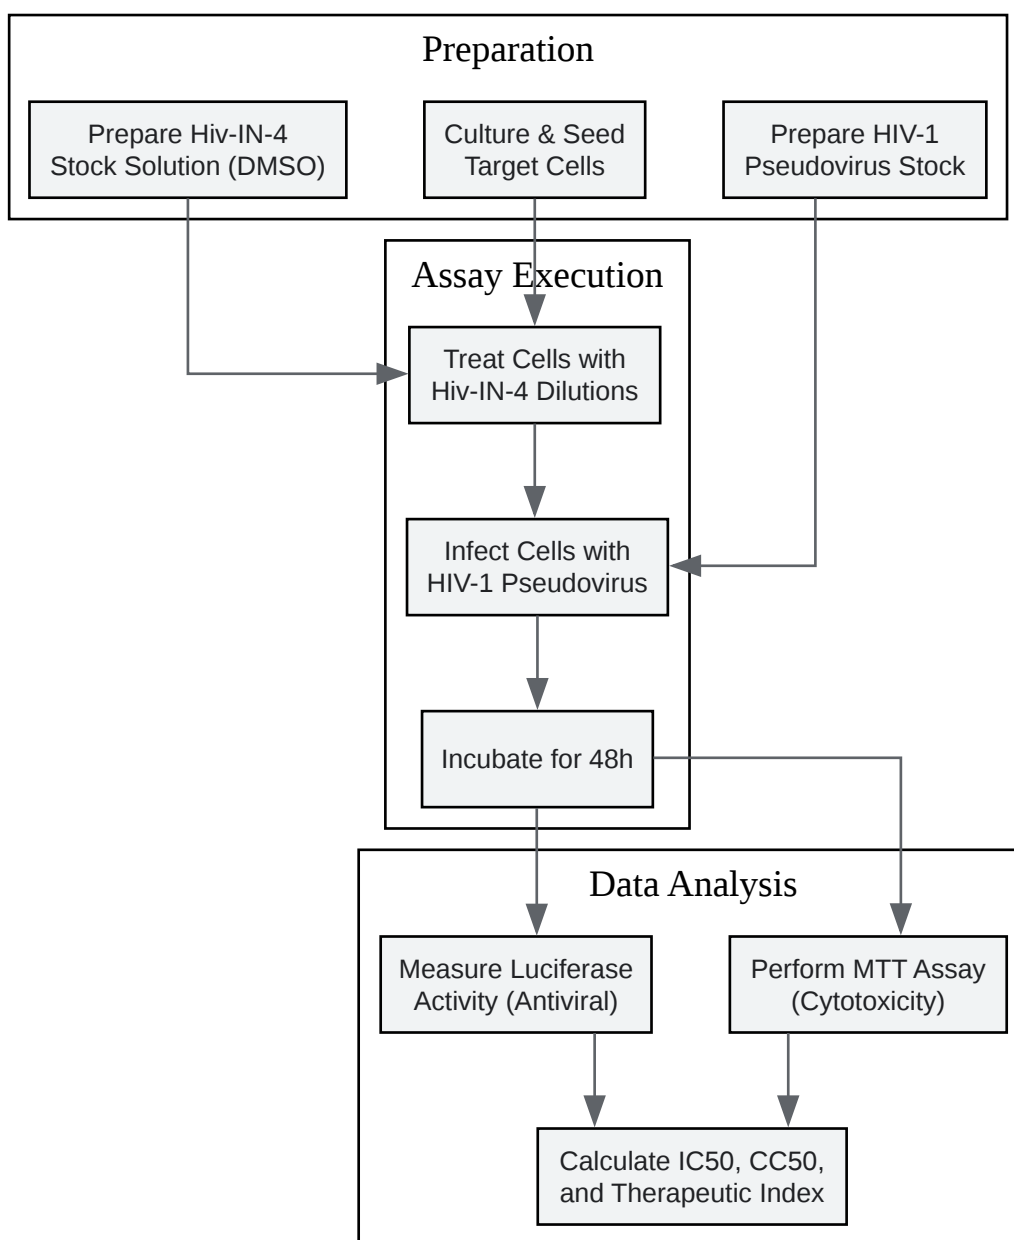 Preparation
Prepare Hiv-IN-4
Stock Solution (DMSO)
Culture & Seed
Target Cells
Prepare HIV-1
Pseudovirus Stock
Assay Execution
Treat Cells with
Hiv-IN-4 Dilutions
Infect Cells with
HIV-1 Pseudovirus
Incubate for 48h
Data Analysis
Measure Luciferase
Activity (Antiviral)
Perform MTT Assay
(Cytotoxicity)
Calculate IC50, CC50,
and Therapeutic Index